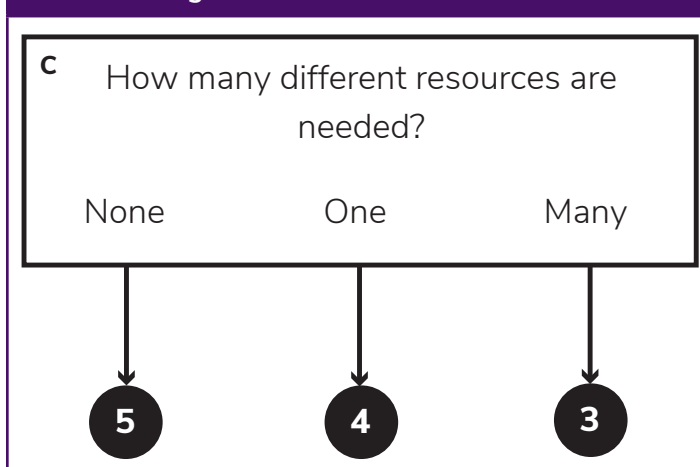 C
How many different resources are
needed?
None One Many
5 4 3